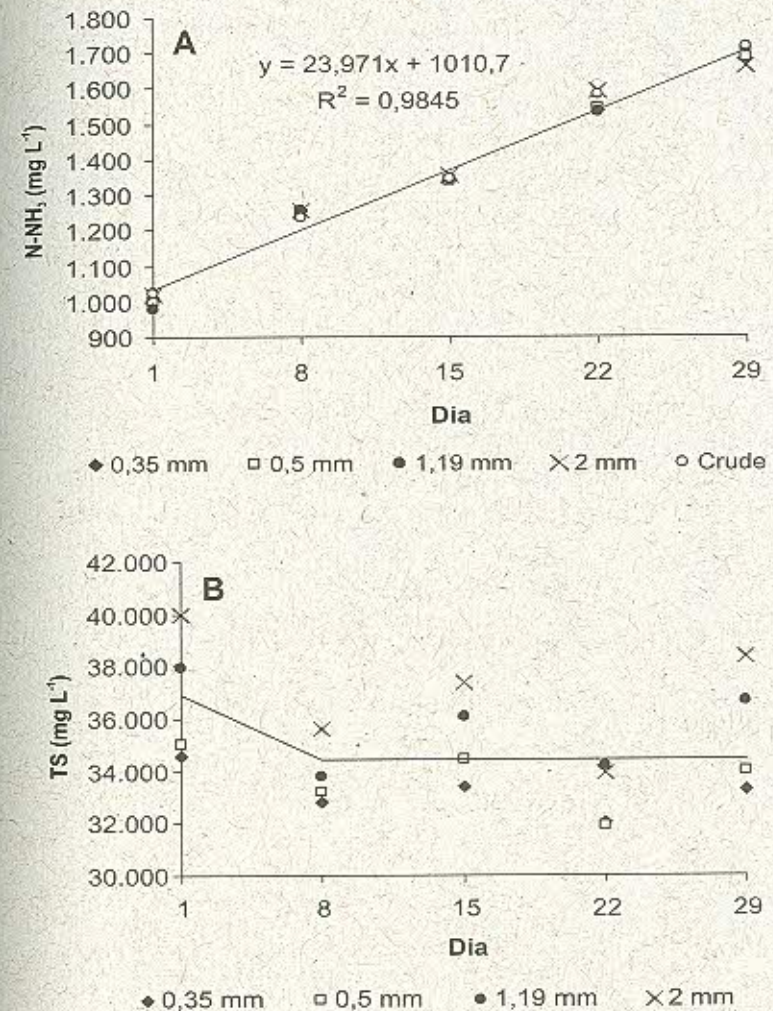 A
y = 23,971x + 1010,7
R² = 0,9845
N-NH₃ (mg L⁻¹)
1.800
1.700
1.600
1.500
1.400
1.300
1.200
1.100
1.000
900
1 8 15 22 29
Dia
◆ 0,35 mm □ 0,5 mm ● 1,19 mm × 2 mm ○ Crude
B
TS (mg L⁻¹)
42.000
40.000
38.000
36.000
34.000
32.000
30.000
1 8 15 22 29
Dia
◆ 0,35 mm □ 0,5 mm ● 1,19 mm × 2 mm